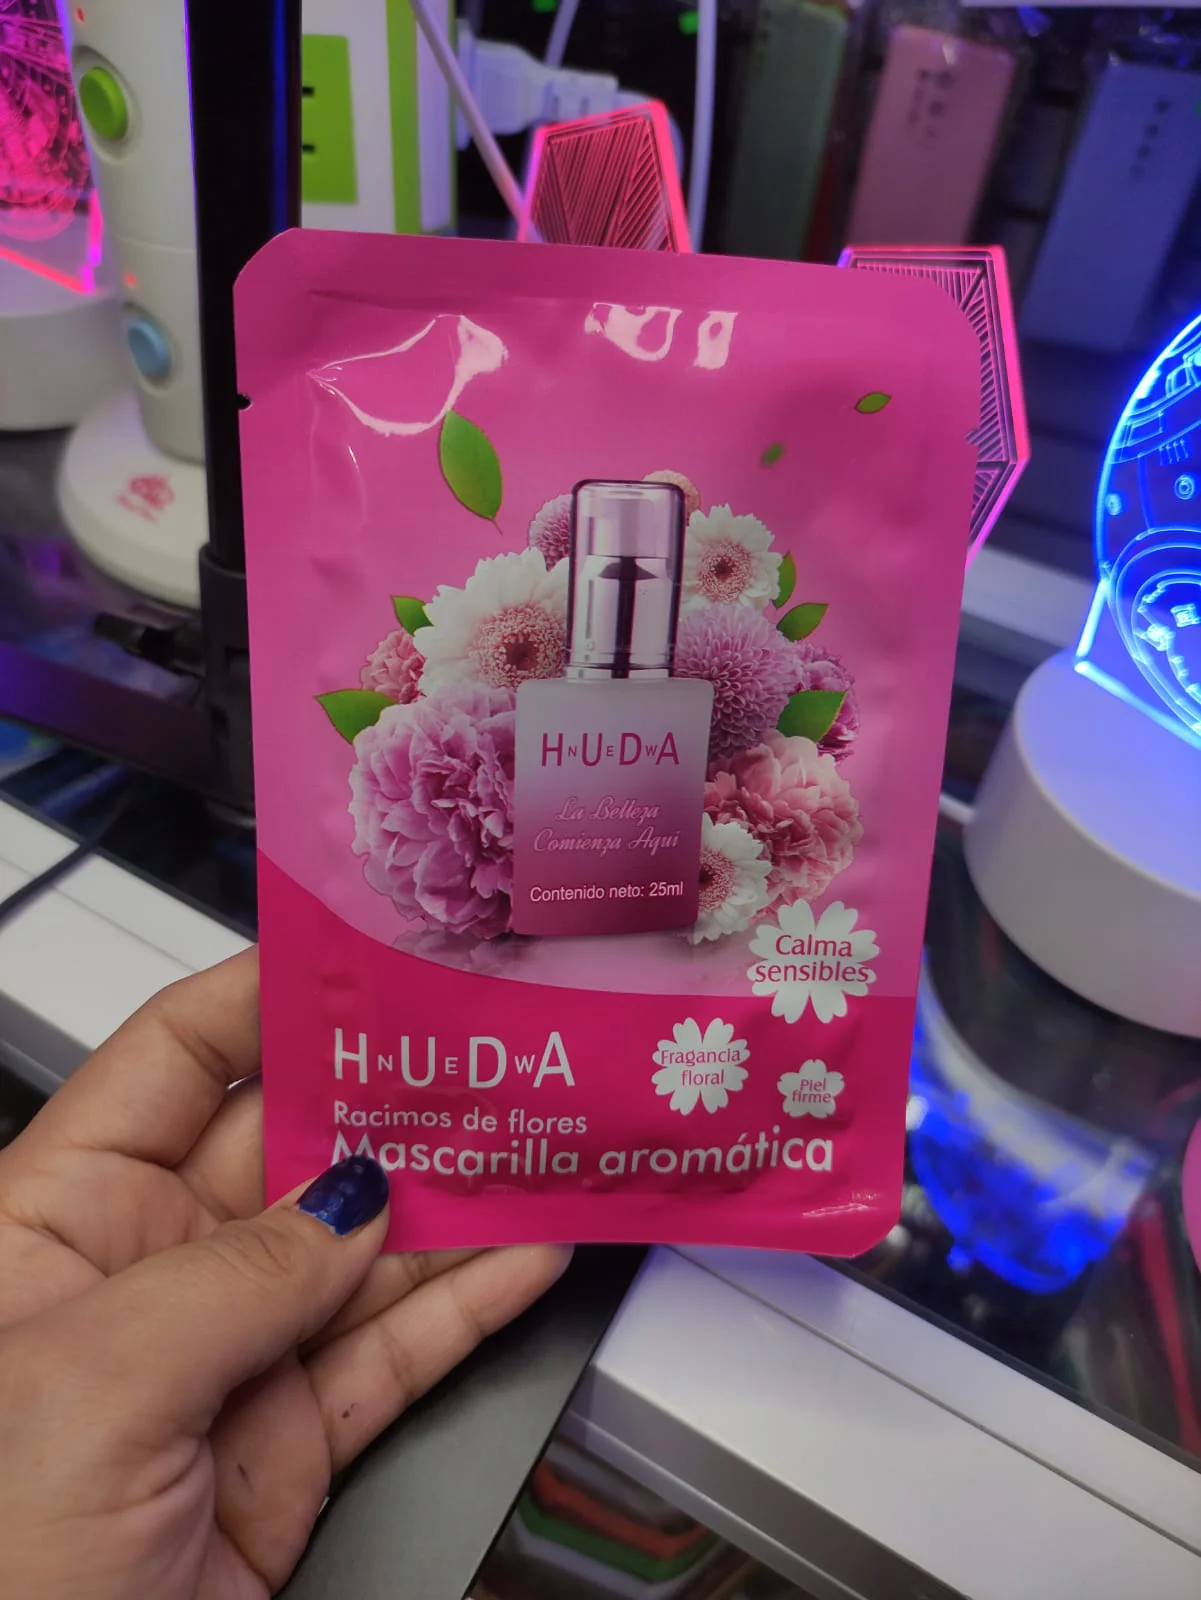 HNUEDWA
La Belleza
Comienza Aquí
Contenido neto: 25ml
Calma
sensibles
HNUEDWA
Fragancia
floral
Piel
firme
Racimos de flores
Mascarilla aromática